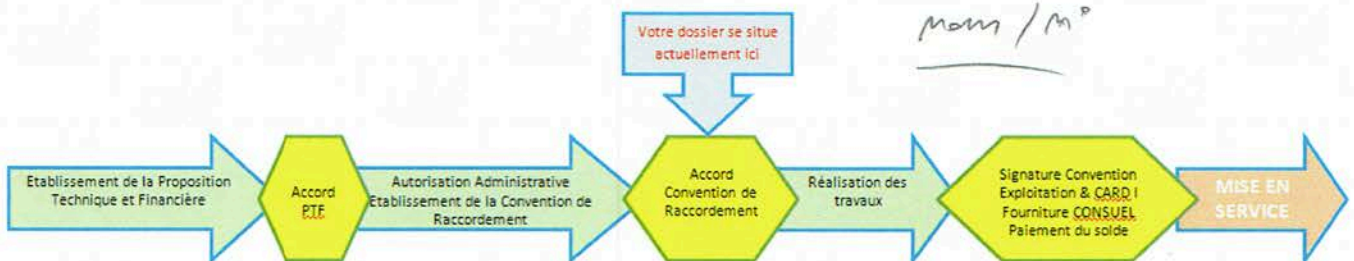 Votre dossier se situe
actuellement ici
Etablissement de la Proposition
Technique et Financière
Accord
PTF
Autorisation Administrative
Etablissement de la Convention de
Raccordement
Accord
Convention de
Raccordement
Réalisation des
travaux
Signature Convention
Exploitation & CARD I
Fourniture CONSUEL
Paiement du solde
MISE EN
SERVICE